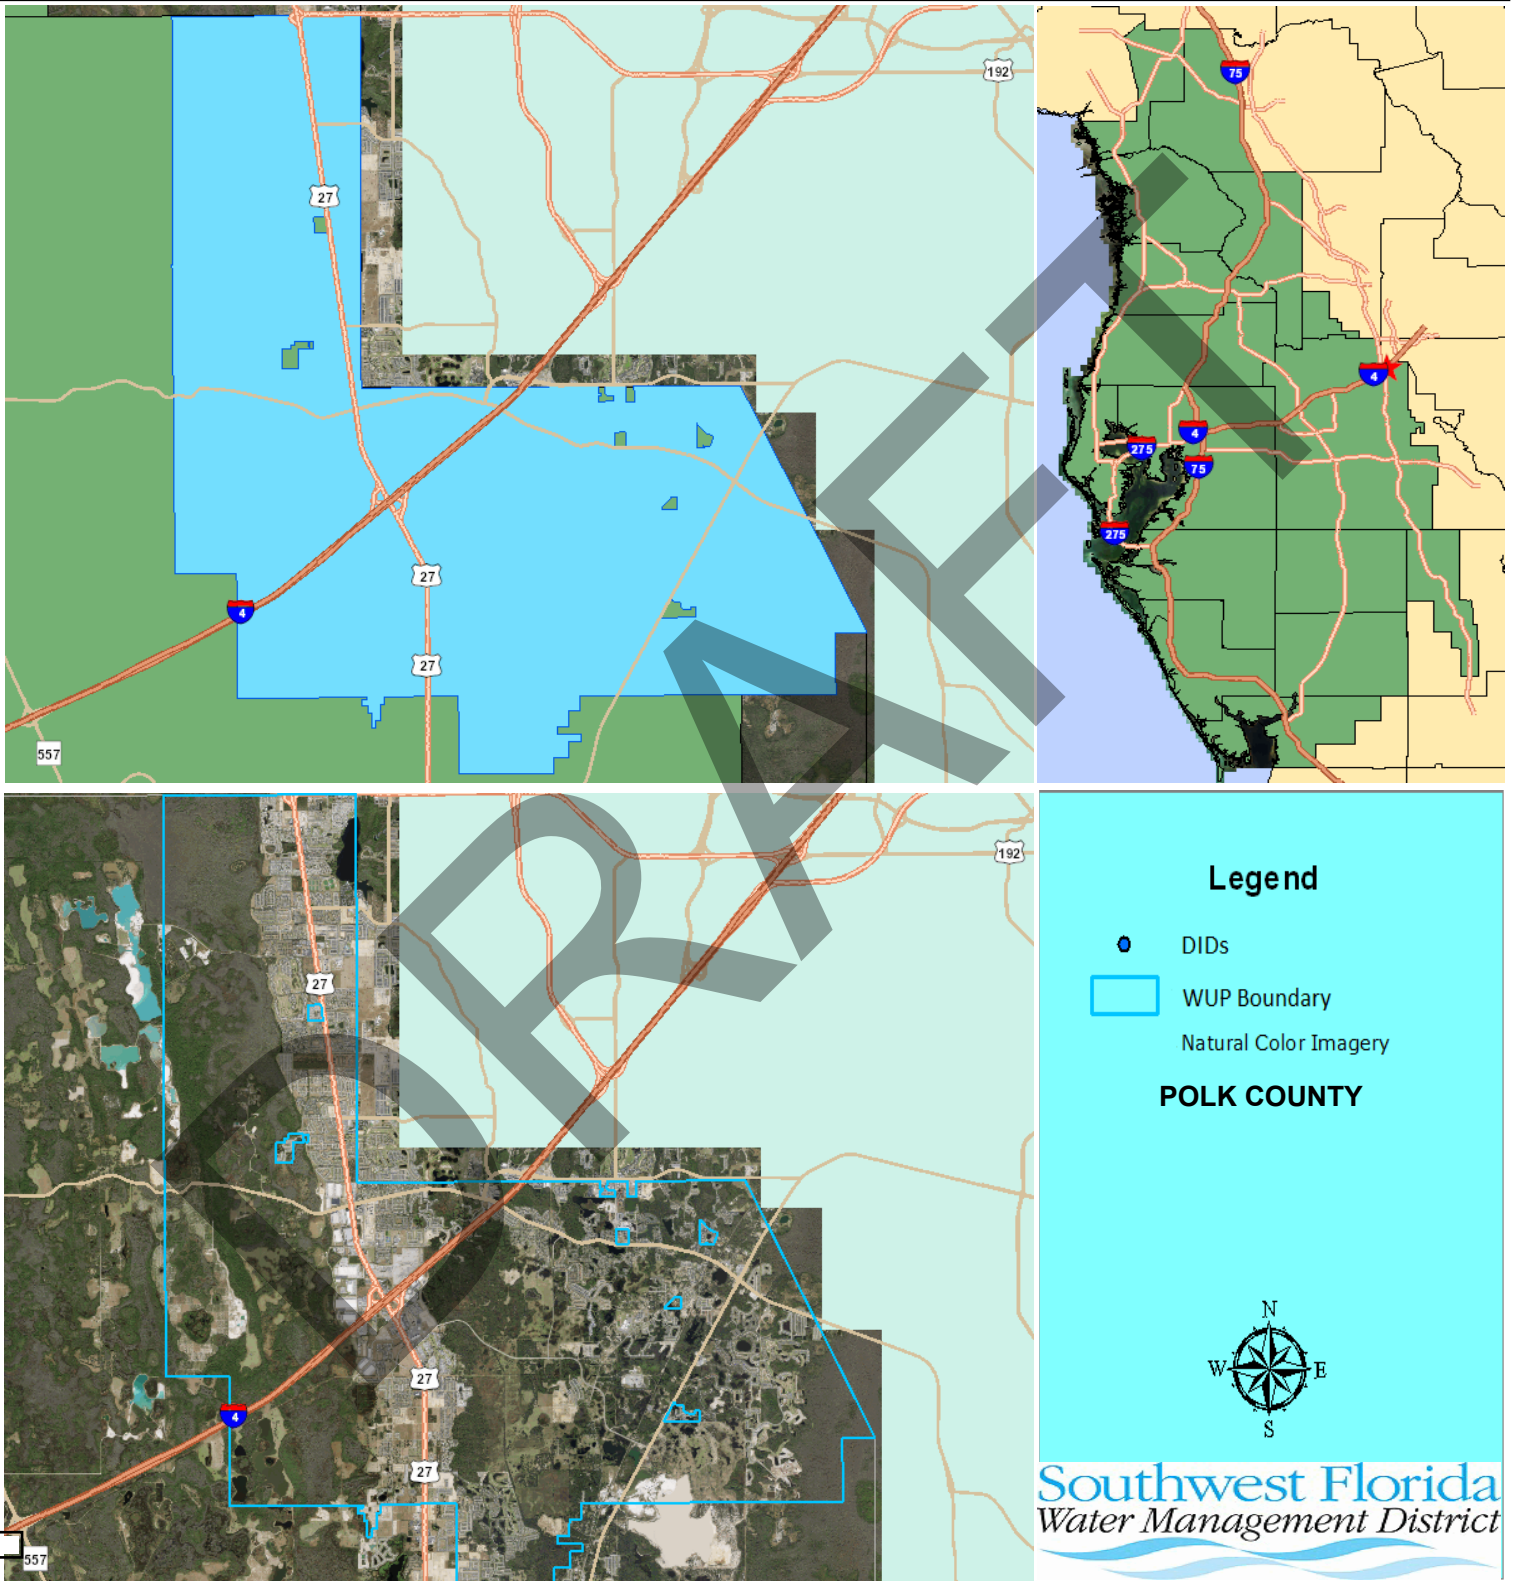 192
27
27
4
27
557
75
4
4
275
75
275
192
27
27
4
27
557
Legend
DIDs
WUP Boundary
Natural Color Imagery
POLK COUNTY
N
W E
S
Southwest Florida
Water Management District
DRAFT